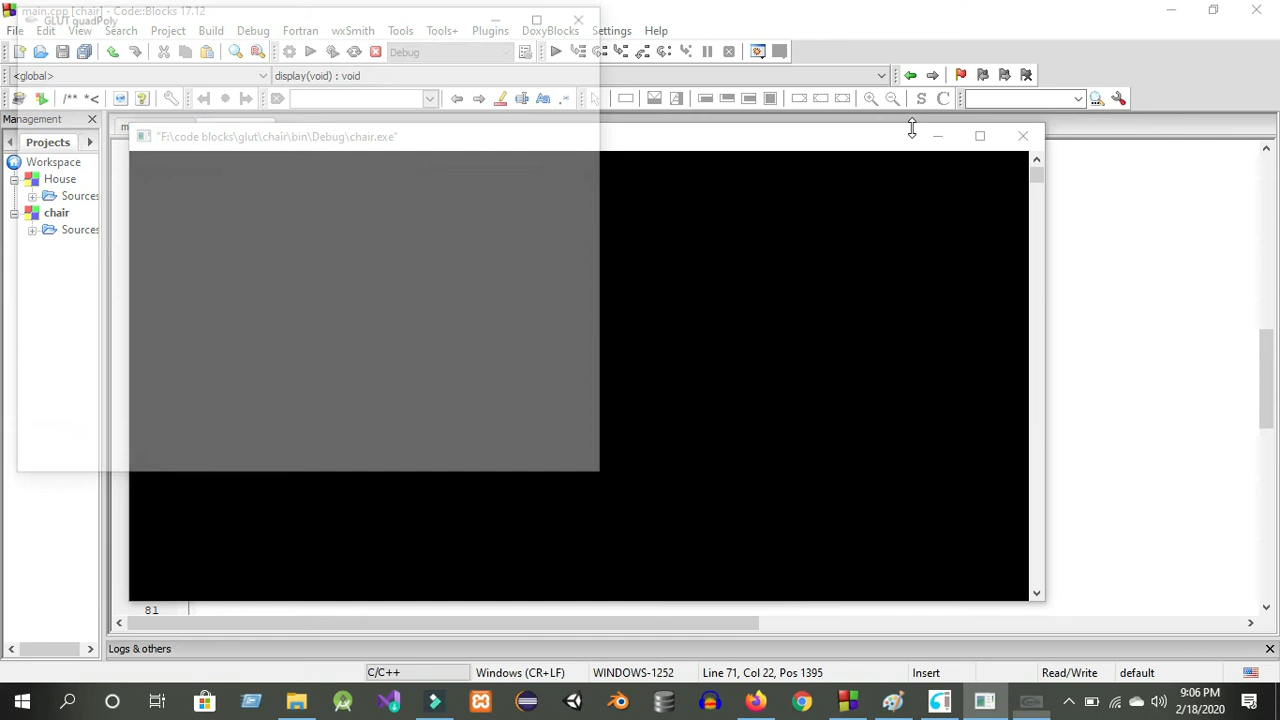 main.cpp [chair] - Code::Blocks 17.12
GLUT quadPoly
File Edit View Search Project Build Debug Fortran wxSmith Tools Tools+ Plugins DoxyBlocks Settings Help
Debug
<global> display(void) : void
/** *< S C
Management
"F:\code blocks\glut\chair\bin\Debug\chair.exe"
Projects
Workspace
House
Sources
chair
Sources
81
Logs & others
C/C++ Windows (CR+LF) WINDOWS-1252 Line 71, Col 22, Pos 1395 Insert Read/Write default
9:06 PM
2/18/2020